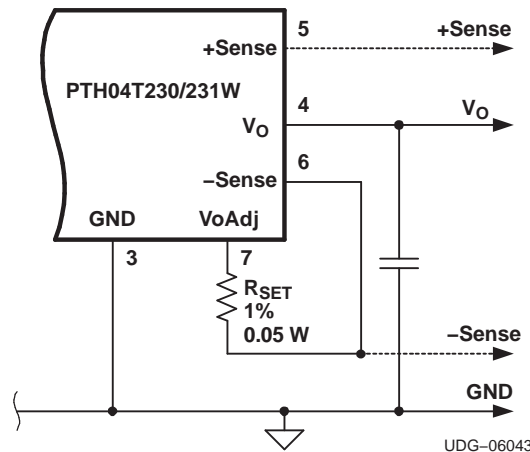 5
+Sense
+Sense
PTH04T230/231W
4
VO
VO
6
–Sense
GND
VoAdj
3
7
RSET
1%
0.05 W
–Sense
GND
UDG–06043